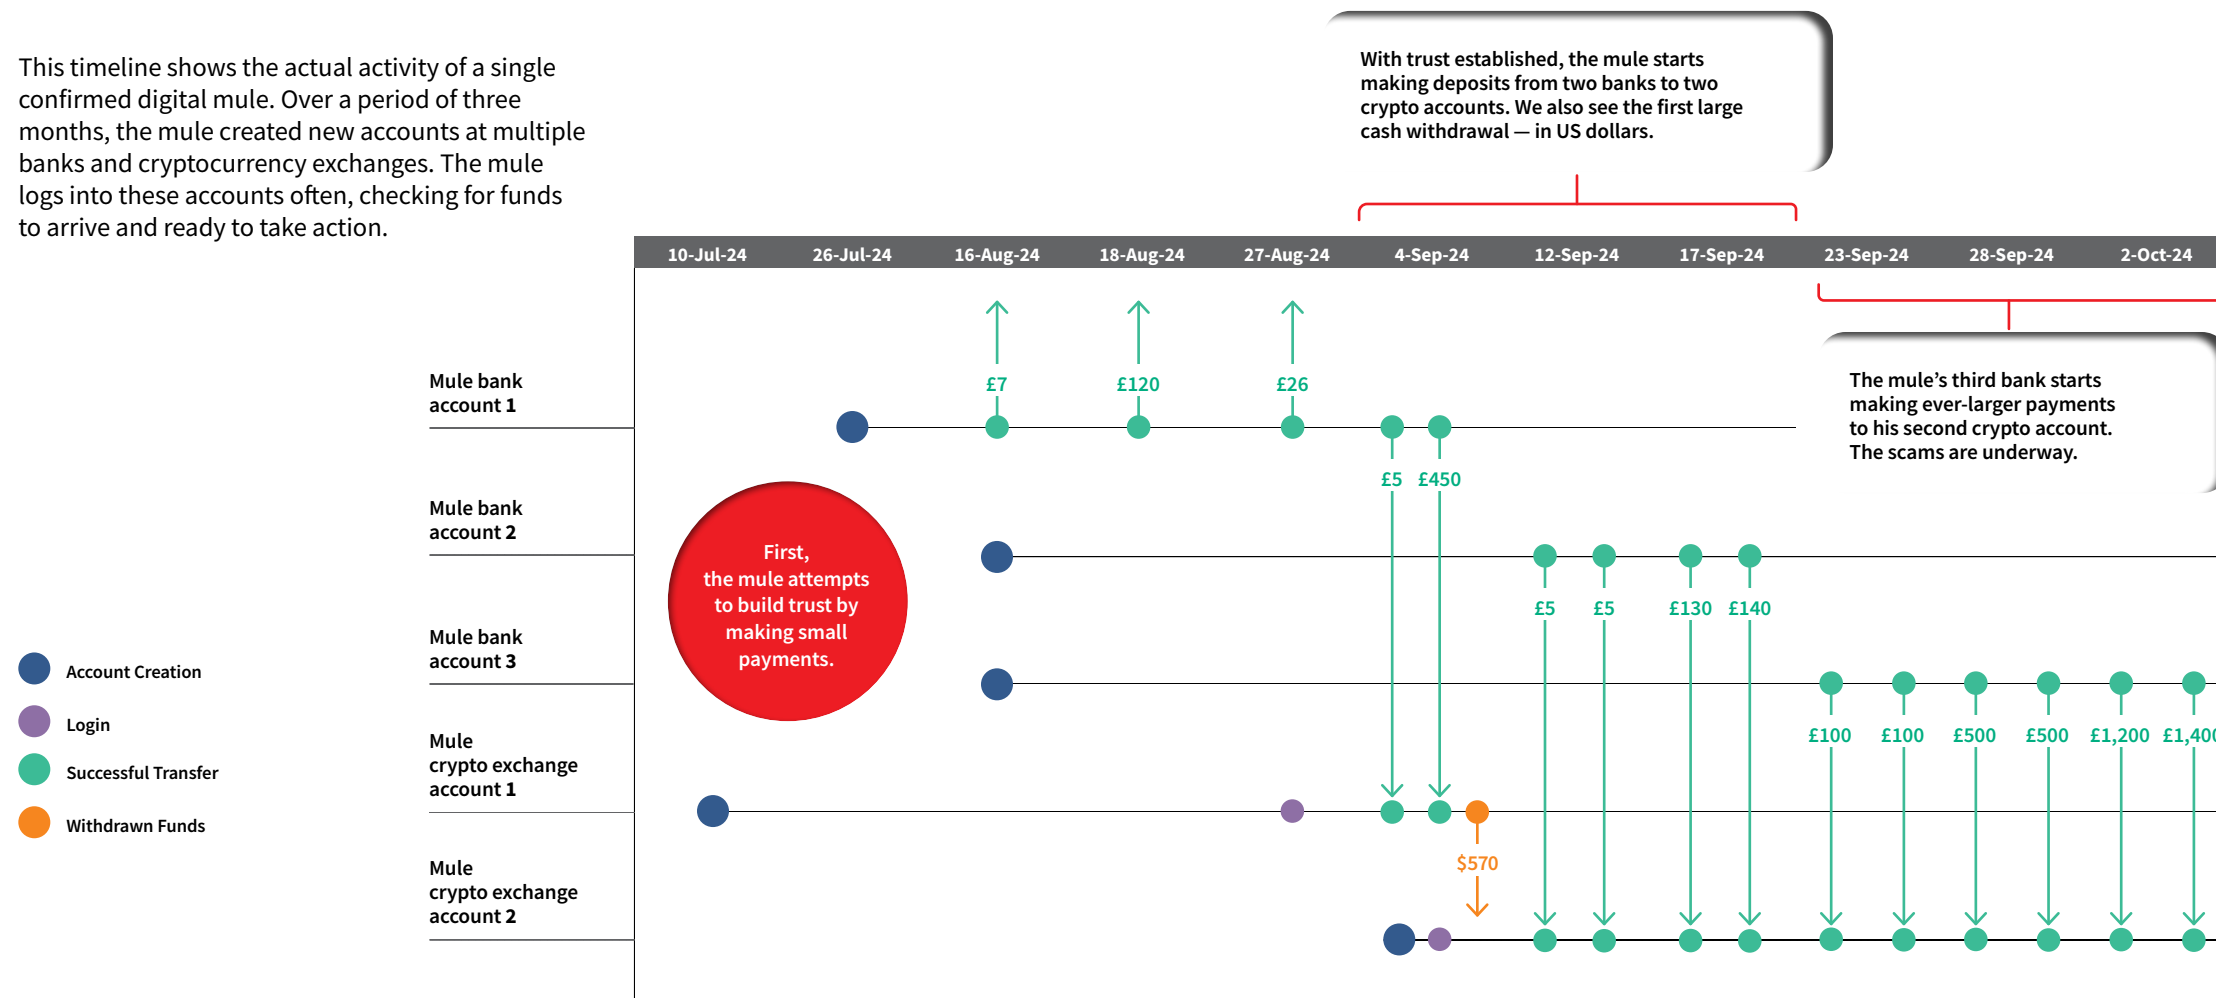 This timeline shows the actual activity of a single
confirmed digital mule. Over a period of three
months, the mule created new accounts at multiple
banks and cryptocurrency exchanges. The mule
logs into these accounts often, checking for funds
to arrive and ready to take action.
With trust established, the mule starts
making deposits from two banks to two
crypto accounts. We also see the first large
cash withdrawal — in US dollars.
10-Jul-24 26-Jul-24 16-Aug-24 18-Aug-24 27-Aug-24 4-Sep-24 12-Sep-24 17-Sep-24 23-Sep-24 28-Sep-24 2-Oct-24
The mule's third bank starts
making ever-larger payments
to his second crypto account.
The scams are underway.
Mule bank
account 1
£7 £120 £26
£5 £450
Mule bank
account 2
First,
the mule attempts
to build trust by
making small
payments.
£5 £5 £130 £140
Mule bank
account 3
£100 £100 £500 £500 £1,200 £1,400
Account Creation
Login
Successful Transfer
Withdrawn Funds
Mule
crypto exchange
account 1
$570
Mule
crypto exchange
account 2